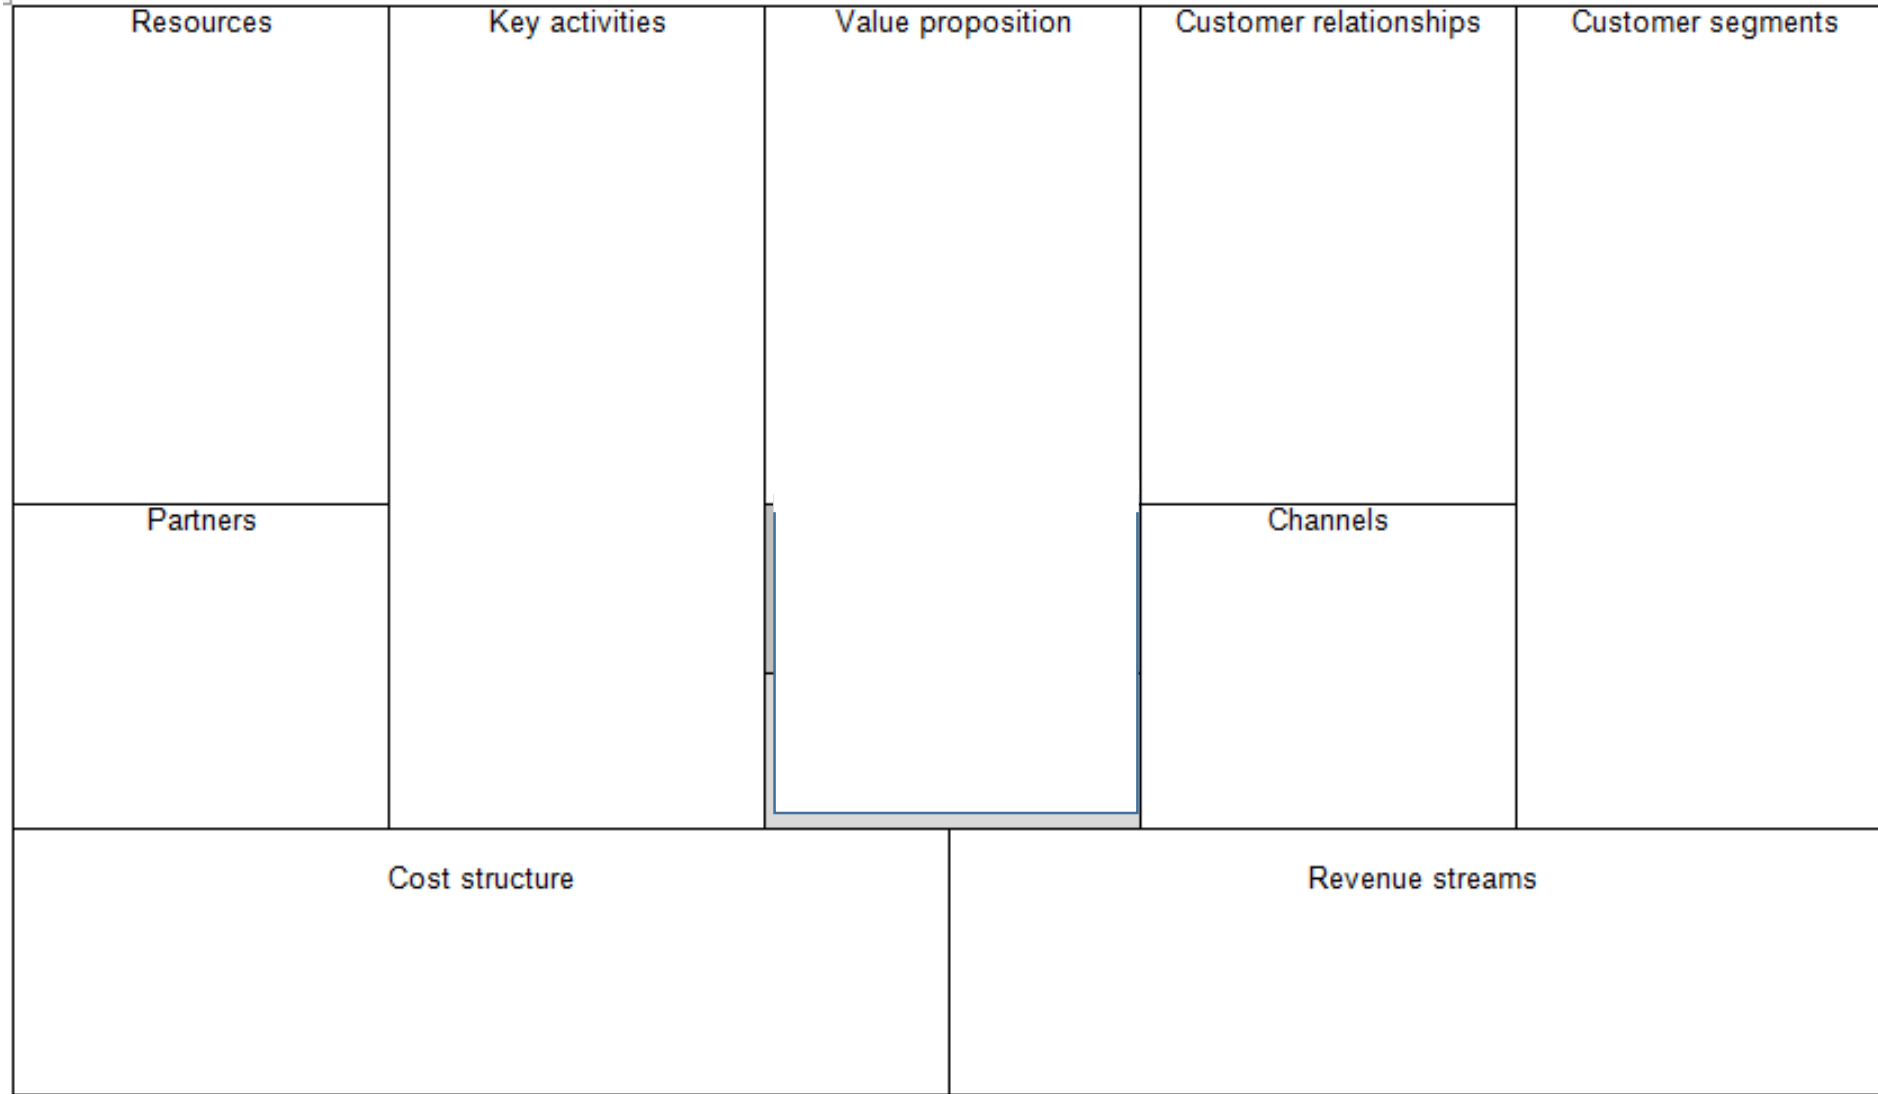 Resources
Key activities
Value proposition
Customer relationships
Customer segments
Partners
Channels
Cost structure
Revenue streams